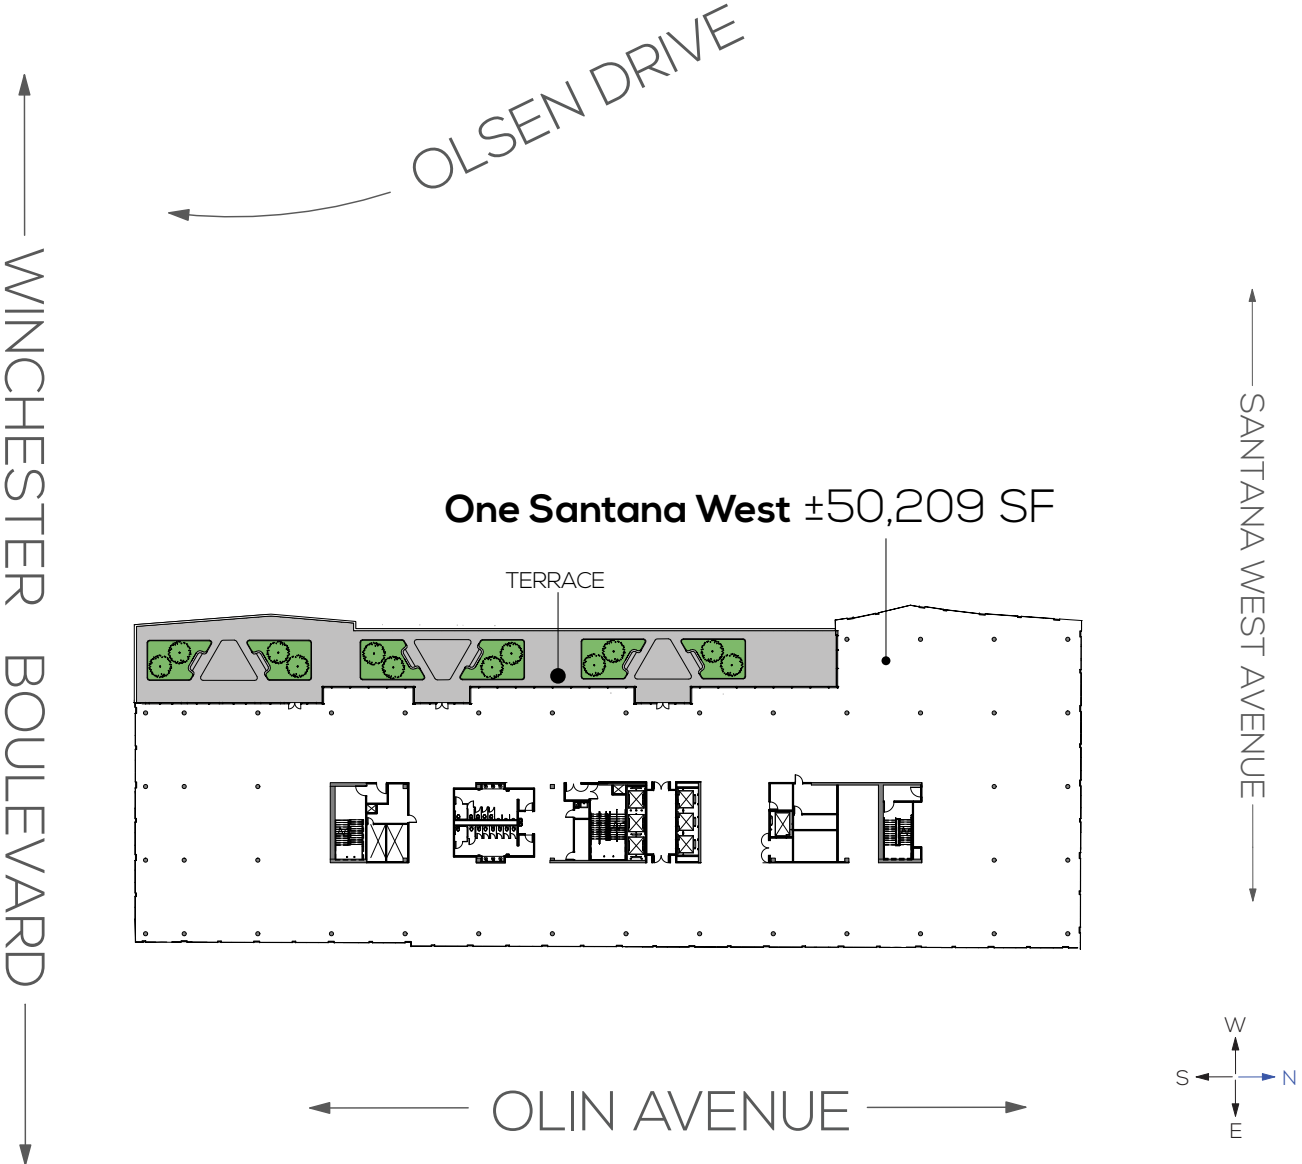 OLSEN DRIVE
WINCHESTER BOULEVARD
SANTANA WEST AVENUE
One Santana West ±50,209 SF
TERRACE
OLIN AVENUE
W
S N
E